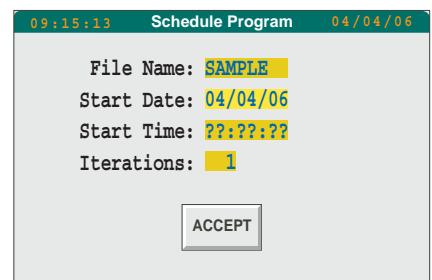 09:15:13 Schedule Program 04/04/06
File Name: SAMPLE
Start Date: 04/04/06
Start Time: ??:??:??
Iterations: 1
ACCEPT